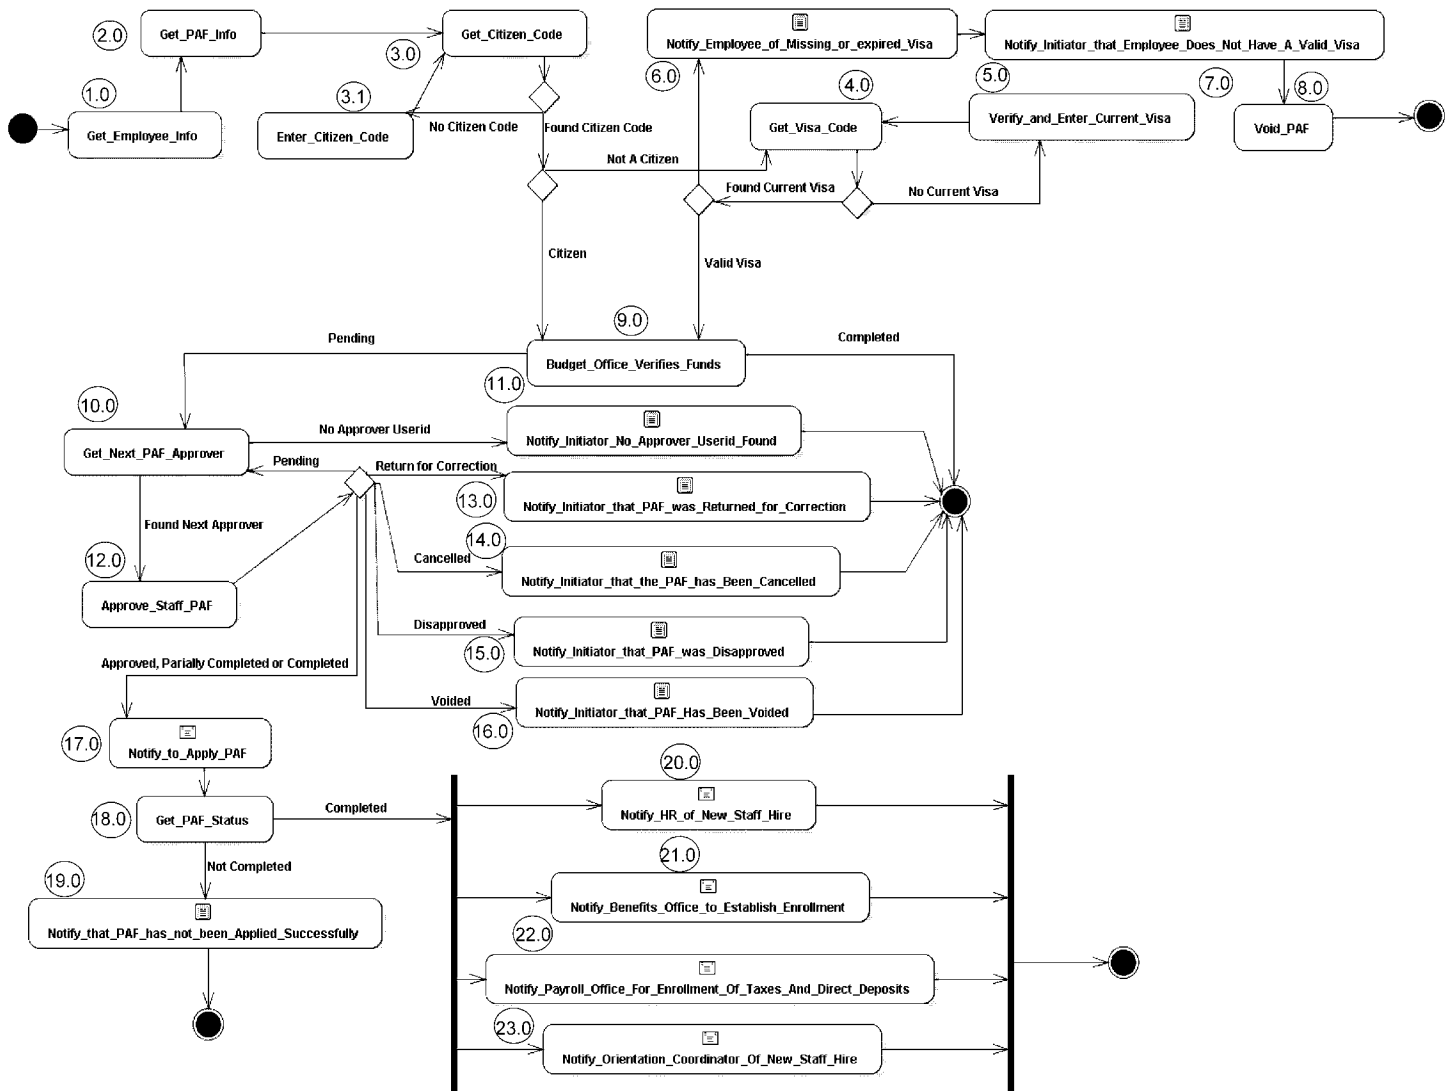 2.0
Get_PAF_Info
3.0
Get_Citizen_Code
6.0
Notify_Employee_of_Missing_or_expired_Visa
Notify_Initiator_that_Employee_Does_Not_Have_A_Valid_Visa
1.0
Get_Employee_Info
3.1
Enter_Citizen_Code
No Citizen Code
Found Citizen Code
4.0
Get_Visa_Code
5.0
Verify_and_Enter_Current_Visa
7.0
8.0
Void_PAF
Not A Citizen
Found Current Visa
No Current Visa
Citizen
Valid Visa
9.0
Budget_Office_Verifies_Funds
Pending
Completed
10.0
Get_Next_PAF_Approver
11.0
No Approver Userid
Notify_Initiator_No_Approver_Userid_Found
Pending
Return for Correction
13.0
Notify_Initiator_that_PAF_was_Returned_for_Correction
Found Next Approver
12.0
Approve_Staff_PAF
14.0
Cancelled
Notify_Initiator_that_the_PAF_has_Been_Cancelled
Disapproved
15.0
Notify_Initiator_that_PAF_was_Disapproved
Approved, Parially Completed or Completed
Voided
16.0
Notify_Initiator_that_PAF_Has_Been_Voided
17.0
Notify_to_Apply_PAF
18.0
Get_PAF_Status
Completed
Not Completed
19.0
Notify_that_PAF_has_not_been_Applied_Successfully
20.0
Notify_HR_of_New_Staff_Hire
21.0
Notify_Benefits_Office_to_Establish_Enrollment
22.0
Notify_Payroll_Office_For_Enrollment_Of_Taxes_And_Direct_Deposits
23.0
Notify_Orientation_Coordinator_Of_New_Staff_Hire